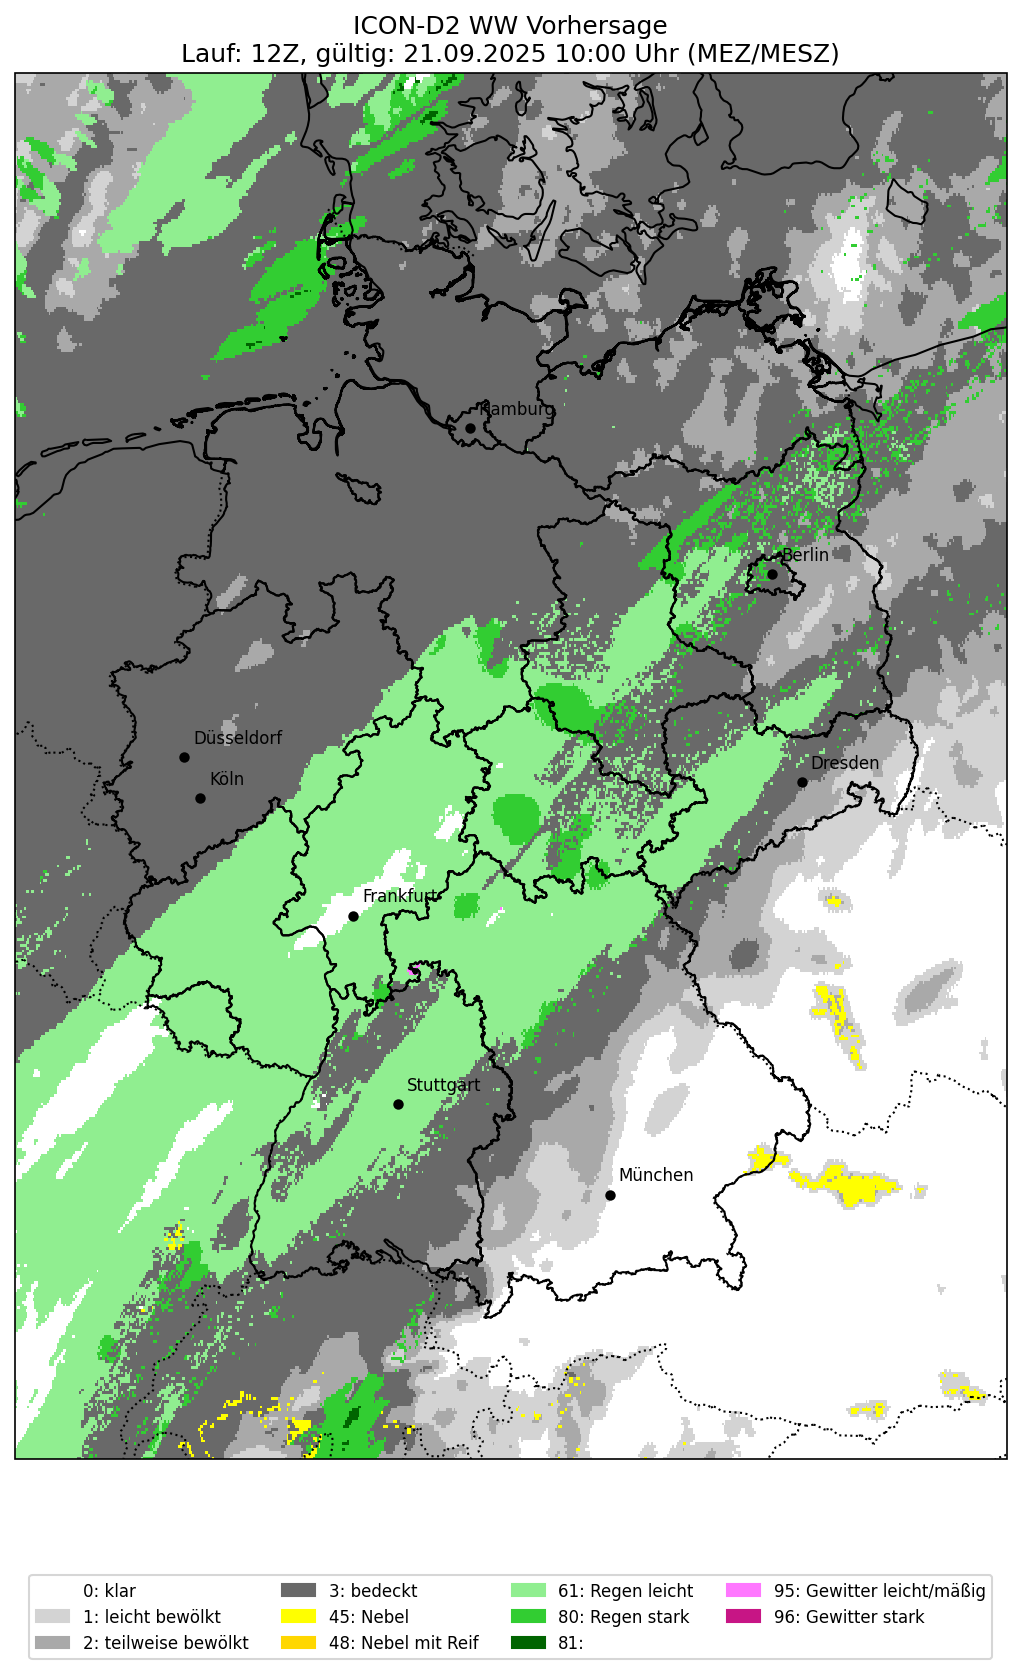 ICON-D2 WW Vorhersage
Lauf: 12Z, gültig: 21.09.2025 10:00 Uhr (MEZ/MESZ)
Hamburg
Berlin
Düsseldorf
Köln
Dresden
Frankfurt
Stuttgart
München
0: klar
1: leicht bewölkt
2: teilweise bewölkt
3: bedeckt
45: Nebel
48: Nebel mit Reif
61: Regen leicht
80: Regen stark
81:
95: Gewitter leicht/mäßig
96: Gewitter stark